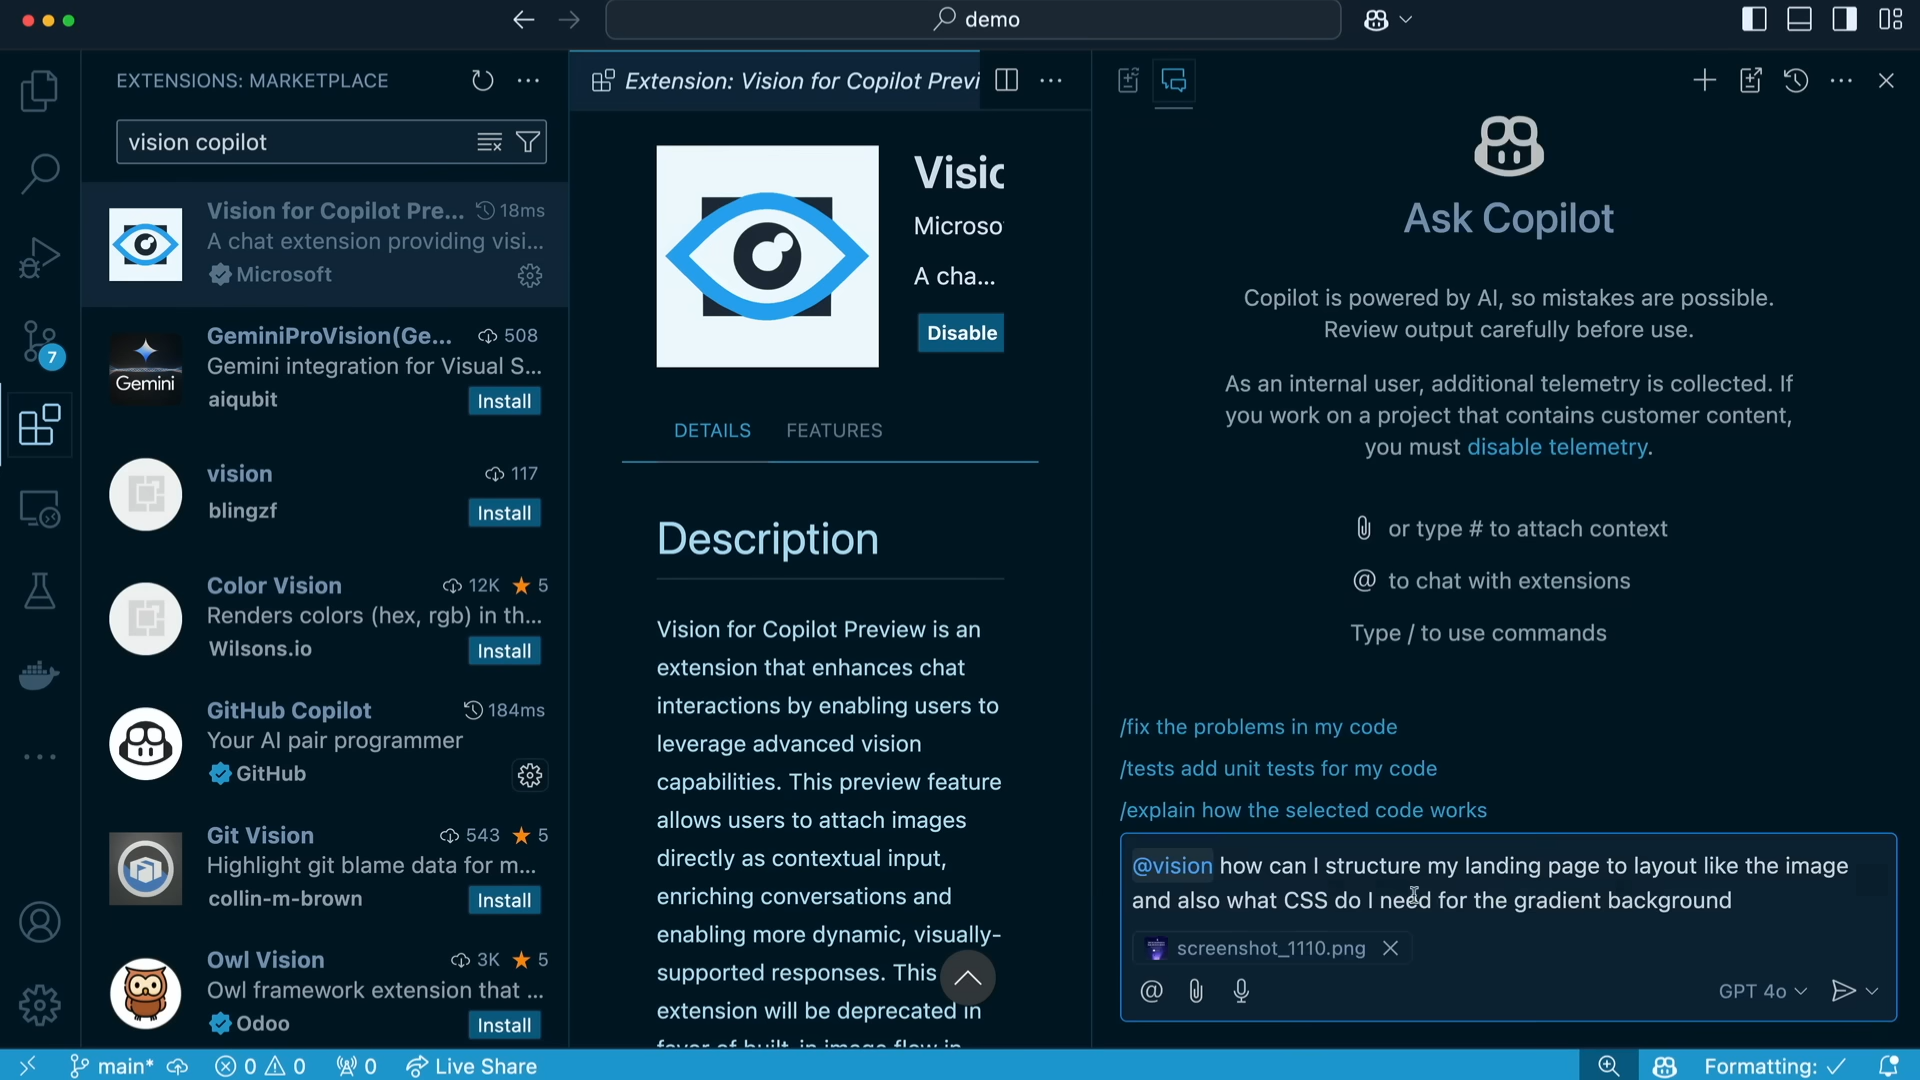 demo
EXTENSIONS: MARKETPLACE
vision copilot
Vision for Copilot Pre... 18ms
A chat extension providing visi...
Microsoft
GeminiProVision(Ge... 508
Gemini integration for Visual S...
aiqubit Install
Gemini
vision 117
blingzf Install
Color Vision 12K ★ 5
Renders colors (hex, rgb) in th...
Wilsons.io Install
GitHub Copilot 184ms
Your AI pair programmer
GitHub
Git Vision 543 ★ 5
Highlight git blame data for m...
collin-m-brown Install
Owl Vision 3K ★ 5
Owl framework extension that ...
Odoo Install
7
Extension: Vision for Copilot Previ
Visic
Microso
A cha...
Disable
DETAILS FEATURES
Description
Vision for Copilot Preview is an
extension that enhances chat
interactions by enabling users to
leverage advanced vision
capabilities. This preview feature
allows users to attach images
directly as contextual input,
enriching conversations and
enabling more dynamic, visually-
supported responses. This
extension will be deprecated in
favor of built-in image flow in
Ask Copilot
Copilot is powered by AI, so mistakes are possible.
Review output carefully before use.
As an internal user, additional telemetry is collected. If
you work on a project that contains customer content,
you must disable telemetry.
or type # to attach context
@ to chat with extensions
Type / to use commands
/fix the problems in my code
/tests add unit tests for my code
/explain how the selected code works
@vision how can I structure my landing page to layout like the image
and also what CSS do I need for the gradient background
screenshot_1110.png
@ GPT 4o
main* 0 0 0 Live Share Formatting: ✓